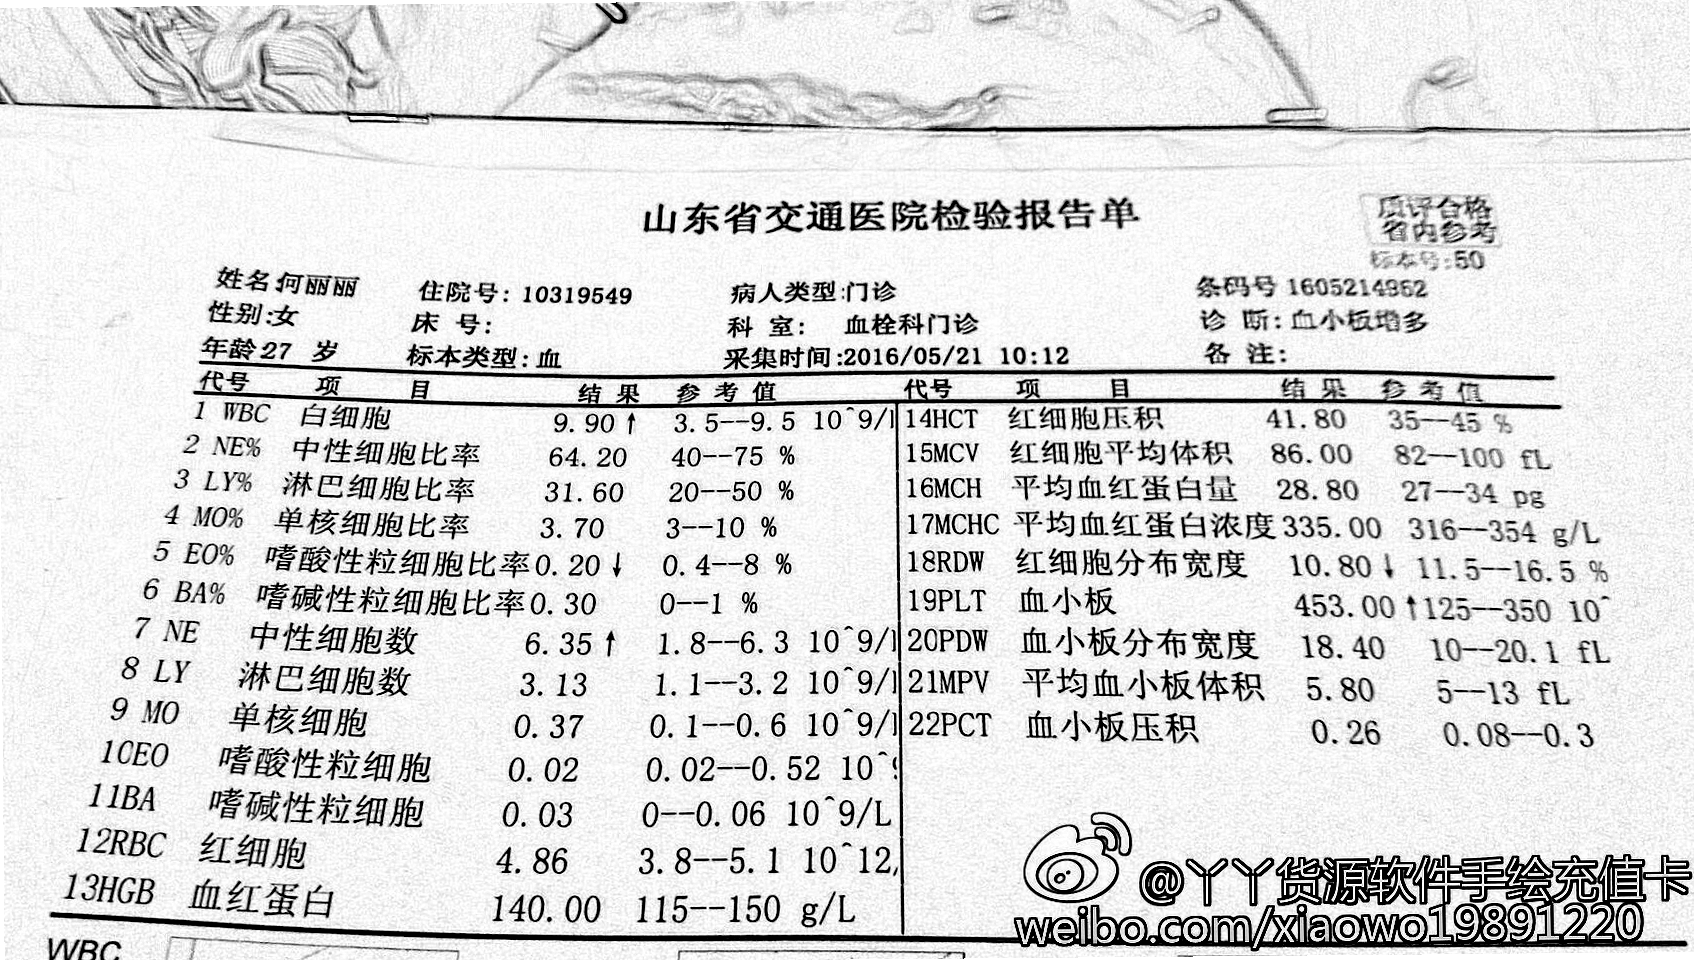 山东省交通医院检验报告单
质评合格
省内参考
标本号:50
姓名:何丽丽 住院号: 10319549 病人类型:门诊 条码号 1605214962
性别:女 床 号: 科 室: 血栓科门诊 诊 断: 血小板增多
年龄27 岁 标本类型: 血 采集时间:2016/05/21 10:12 备 注:
代号 项 目 结 果 参 考 值 代号 项 目 结 果 参 考 值
1 WBC 白细胞 9.90↑ 3.5--9.5 10^9/l 14HCT 红细胞压积 41.80 35--45 %
2 NE% 中性细胞比率 64.20 40--75 % 15MCV 红细胞平均体积 86.00 82--100 fL
3 LY% 淋巴细胞比率 31.60 20--50 % 16MCH 平均血红蛋白量 28.80 27--34 pg
4 MO% 单核细胞比率 3.70 3--10 % 17MCHC 平均血红蛋白浓度 335.00 316--354 g/L
5 EO% 嗜酸性粒细胞比率 0.20↓ 0.4--8 % 18RDW 红细胞分布宽度 10.80↓ 11.5--16.5 %
6 BA% 嗜碱性粒细胞比率 0.30 0--1 % 19PLT 血小板 453.00↑ 125--350 10^
7 NE 中性细胞数 6.35↑ 1.8--6.3 10^9/l 20PDW 血小板分布宽度 18.40 10--20.1 fL
8 LY 淋巴细胞数 3.13 1.1--3.2 10^9/l 21MPV 平均血小板体积 5.80 5--13 fL
9 MO 单核细胞 0.37 0.1--0.6 10^9/l 22PCT 血小板压积 0.26 0.08--0.3
10EO 嗜酸性粒细胞 0.02 0.02--0.52 10^
11BA 嗜碱性粒细胞 0.03 0--0.06 10^9/L
12RBC 红细胞 4.86 3.8--5.1 10^12,
13HGB 血红蛋白 140.00 115--150 g/L
WBC
@丫丫货源软件手绘充值卡
weibo.com/xiaowo19891220